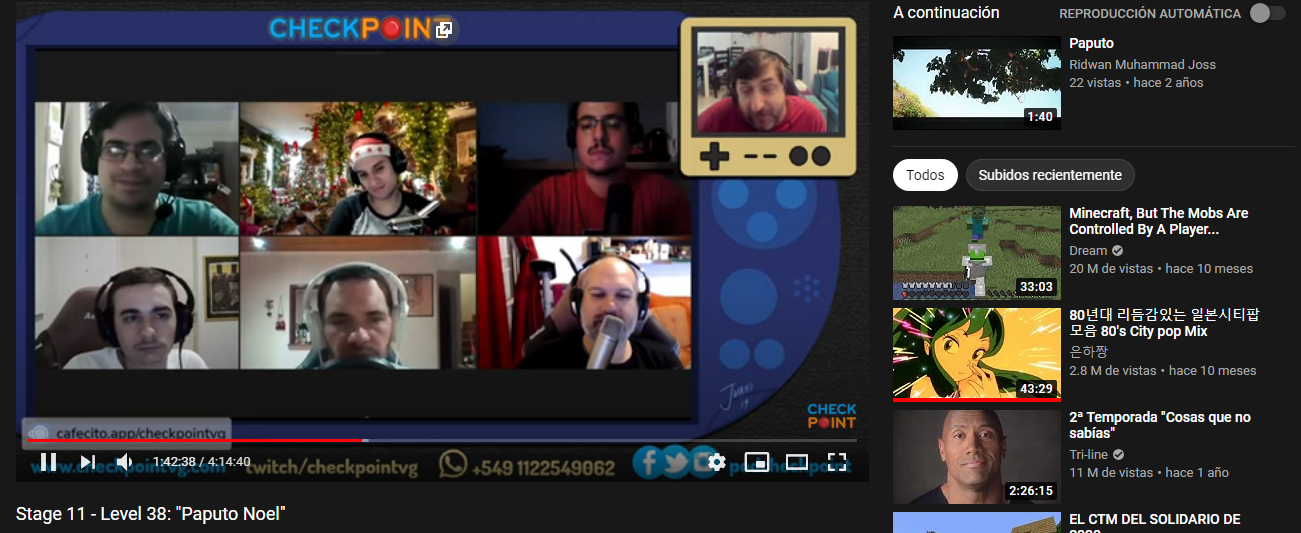 CHECKPOINT
A continuación
REPRODUCCIÓN AUTOMÁTICA
Paputo
Ridwan Muhammad Joss
22 vistas • hace 2 años
1:40
Todos
Subidos recientemente
Minecraft, But The Mobs Are
Controlled By A Player...
Dream
20 M de vistas • hace 10 meses
33:03
80년대 리듬감있는 일본시티팝
모음 80's City pop Mix
은하짱
2.8 M de vistas • hace 10 meses
43:29
2ª Temporada "Cosas que no
sabías"
Tri-line
11 M de vistas • hace 1 año
2:26:15
EL CTM DEL SOLIDARIO DE
JUANI
19
CHECK
POINT
cafecito.app/checkpointvg
1:42:38 / 4:14:40
www.checkpointvg.com
twitch/checkpointvg
+549 1122549062
Stage 11 - Level 38: "Paputo Noel"